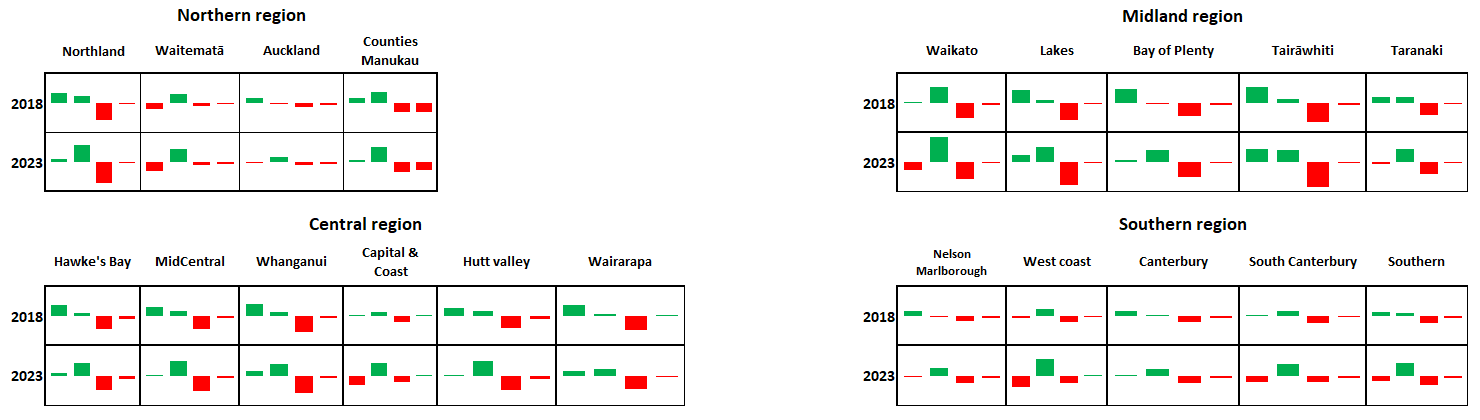 Northern region
Northland Waitematā Auckland Counties
Manukau
2018
2023
Midland region
Waikato Lakes Bay of Plenty Tairāwhiti Taranaki
2018
2023
Central region
Hawke's Bay MidCentral Whanganui Capital &
Coast Hutt valley Wairarapa
2018
2023
Southern region
Nelson
Marlborough West coast Canterbury South Canterbury Southern
2018
2023